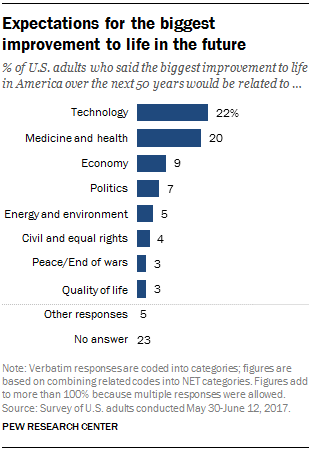 Expectations for the biggest
improvement to life in the future
% of U.S. adults who said the biggest improvement to life
in America over the next 50 years would be related to ...
Technology 22%
Medicine and health 20
Economy 9
Politics 7
Energy and environment 5
Civil and equal rights 4
Peace/End of wars 3
Quality of life 3
Other responses 5
No answer 23
Note: Verbatim responses are coded into categories; figures are
based on combining related codes into NET categories. Figures add
to more than 100% because multiple responses were allowed.
Source: Survey of U.S. adults conducted May 30-June 12, 2017.
PEW RESEARCH CENTER